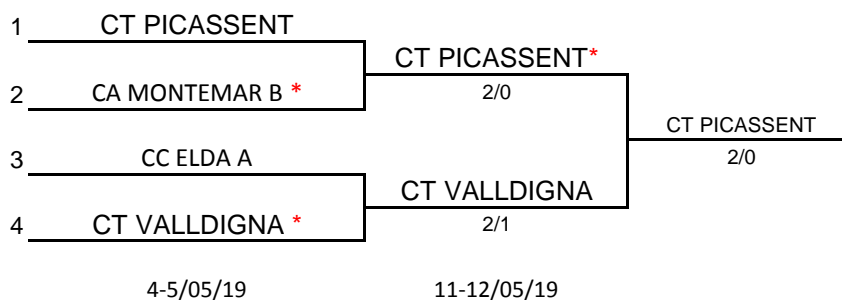 1 CT PICASSENT
CT PICASSENT*
2 CA MONTEMAR B *
2/0
CT PICASSENT
3 CC ELDA A
2/0
CT VALLDIGNA
4 CT VALLDIGNA *
2/1
4-5/05/19 11-12/05/19